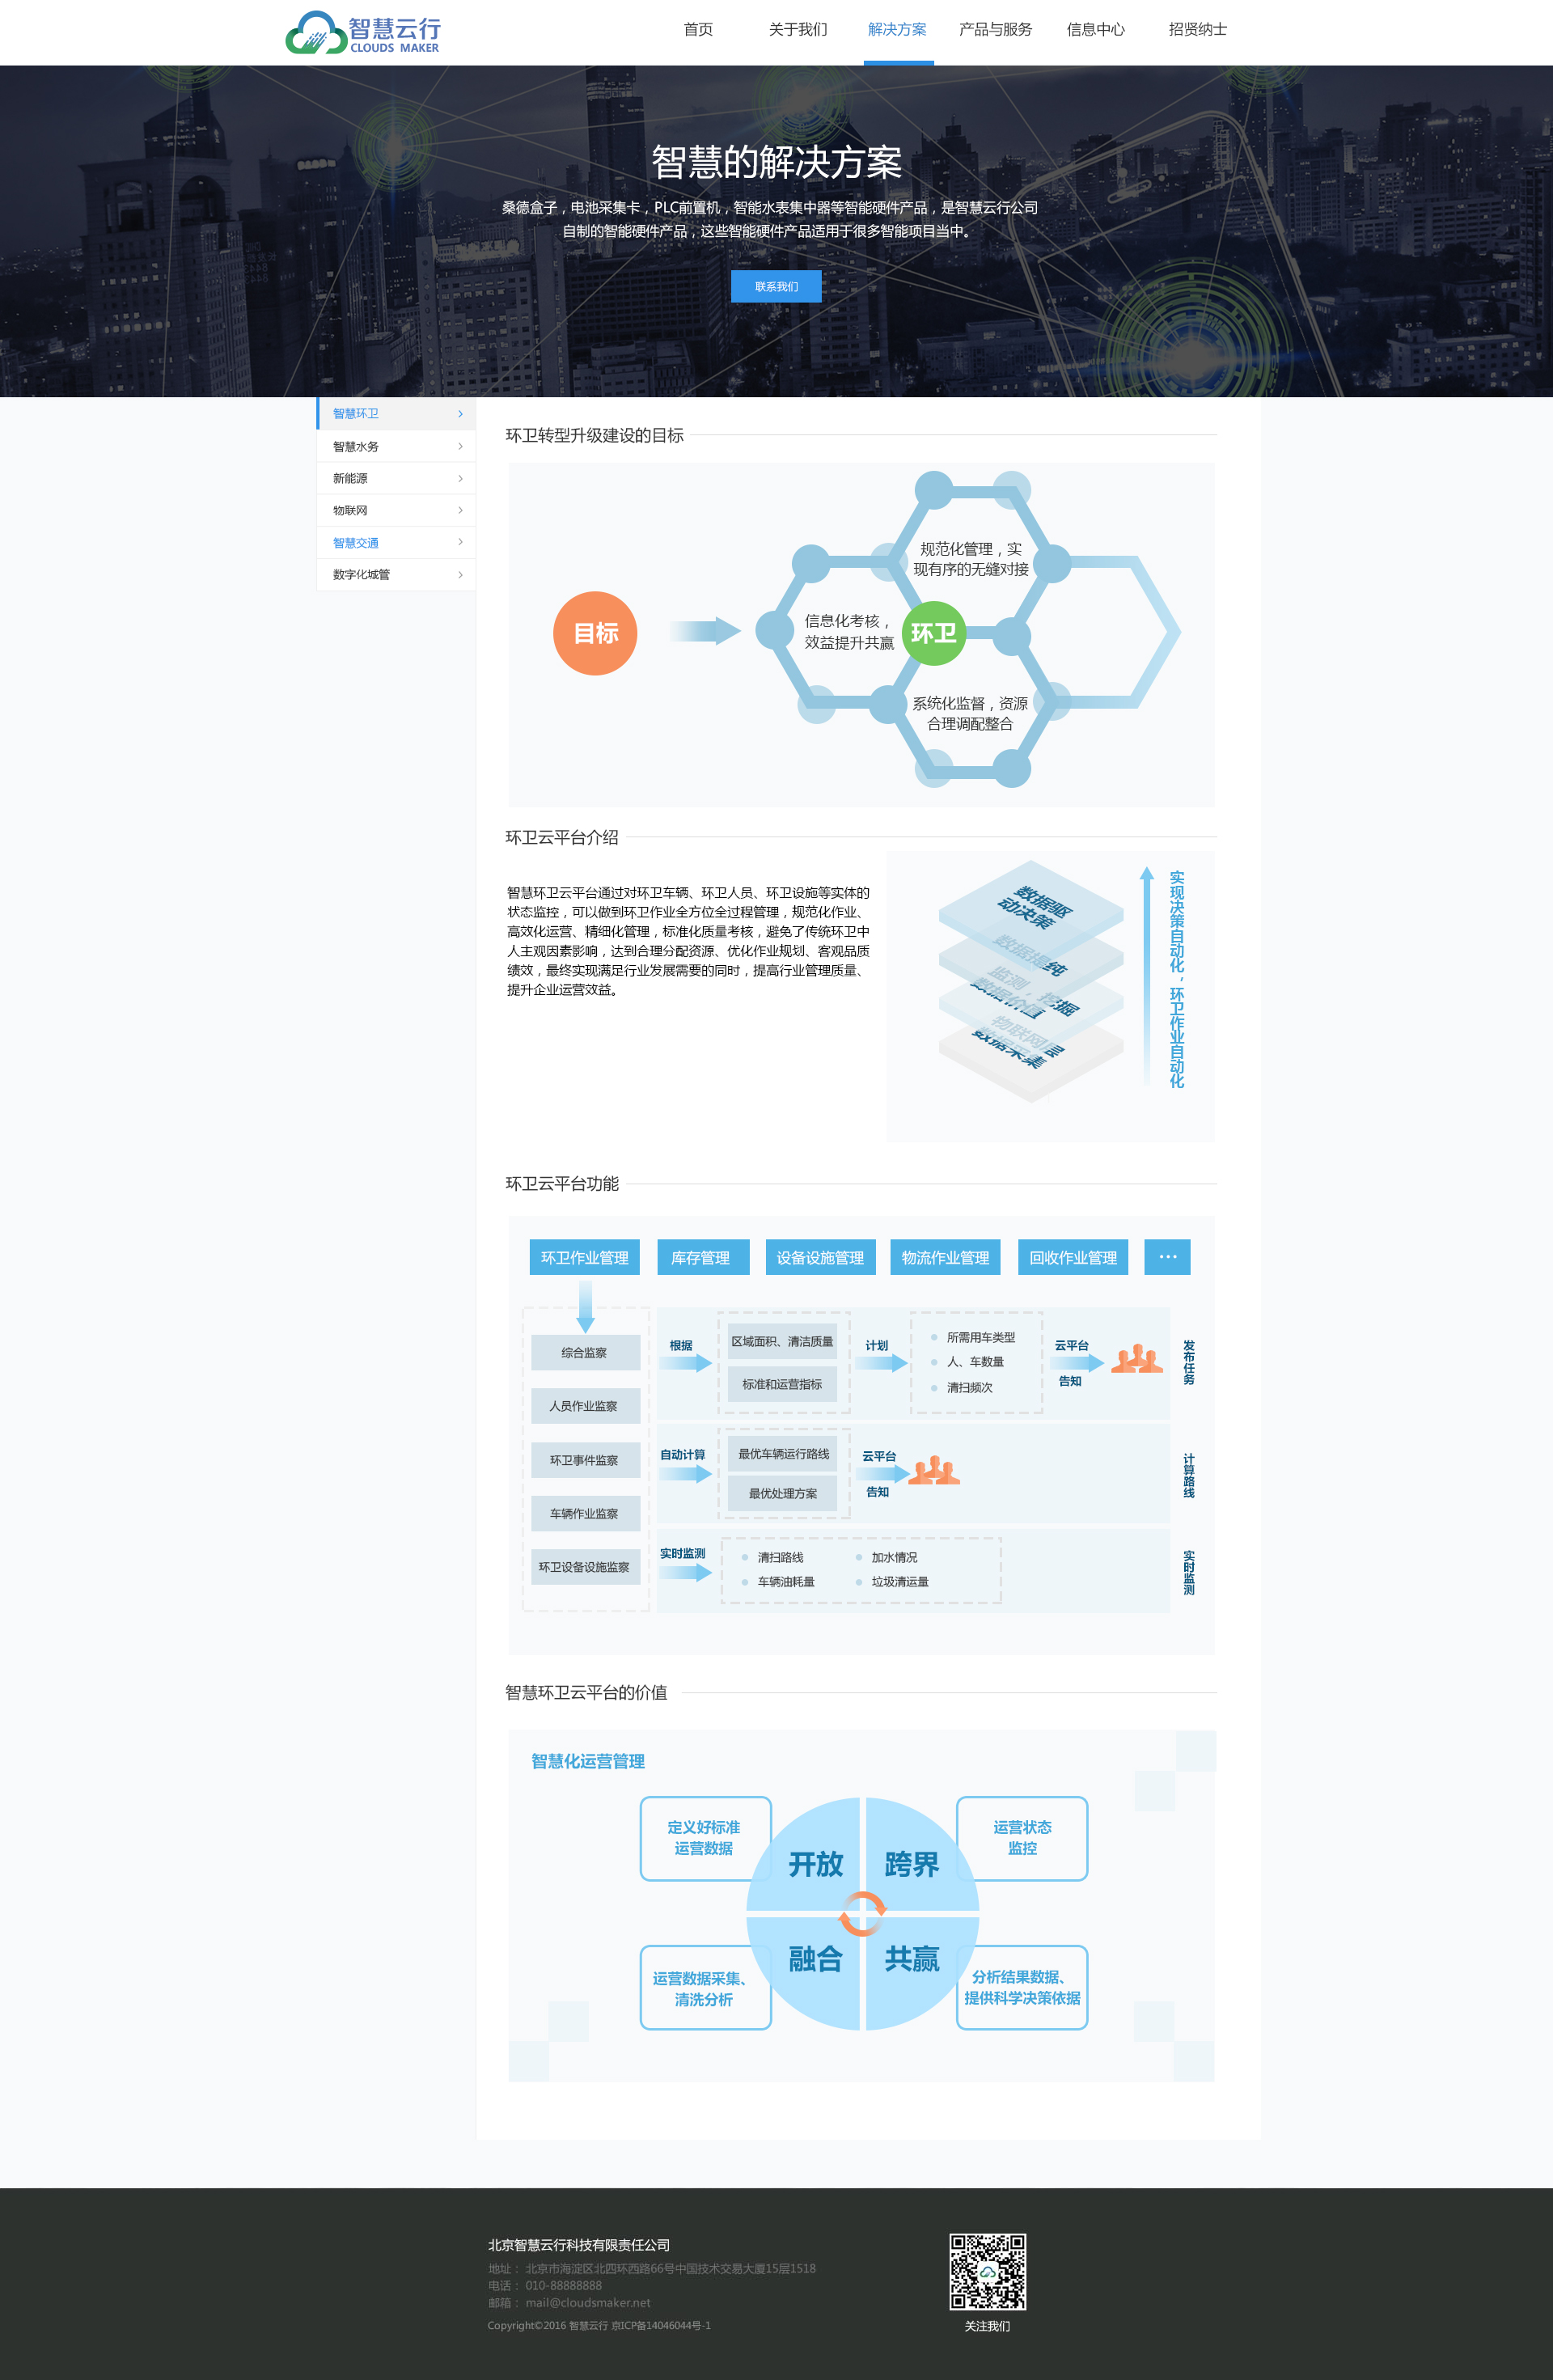 智慧云行
CLOUDS MAKER
首页
关于我们
解决方案
产品与服务
信息中心
招贤纳士
智慧的解决方案
桑德盒子，电池采集卡，PLC前置机，智能水表集中器等智能硬件产品，是智慧云行公司
自制的智能硬件产品，这些智能硬件产品适用于很多智能项目当中。
联系我们
智慧环卫
智慧水务
新能源
物联网
智慧交通
数字化城管
环卫转型升级建设的目标
目标
规范化管理，实
现有序的无缝对接
信息化考核，
效益提升共赢
环卫
系统化监督，资源
合理调配整合
环卫云平台介绍
智慧环卫云平台通过对环卫车辆、环卫人员、环卫设施等实体的
状态监控，可以做到环卫作业全方位全过程管理，规范化作业、
高效化运营、精细化管理，标准化质量考核，避免了传统环卫中
人主观因素影响，达到合理分配资源、优化作业规划、客观品质
绩效，最终实现满足行业发展需要的同时，提高行业管理质量、
提升企业运营效益。
数据驱
动决策
数据提纯
监测 挖掘
数据价值
物联网层
数据采集
实现决策自动化，环卫作业自动化
环卫云平台功能
环卫作业管理
库存管理
设备设施管理
物流作业管理
回收作业管理
···
综合监察
人员作业监察
环卫事件监察
车辆作业监察
环卫设备设施监察
根据
区域面积、清洁质量
标准和运营指标
计划
所需用车类型
人、车数量
清扫频次
云平台
告知
发布任务
自动计算
最优车辆运行路线
最优处理方案
云平台
告知
计算路线
实时监测
清扫路线
加水情况
车辆油耗量
垃圾清运量
实时监测
智慧环卫云平台的价值
智慧化运营管理
定义好标准
运营数据
运营状态
监控
开放
跨界
融合
共赢
运营数据采集、
清洗分析
分析结果数据、
提供科学决策依据
北京智慧云行科技有限责任公司
地址： 北京市海淀区北四环西路66号中国技术交易大厦15层1518
电话： 010-88888888
邮箱： mail@cloudsmaker.net
Copyright©2016 智慧云行 京ICP备14046044号-1
关注我们